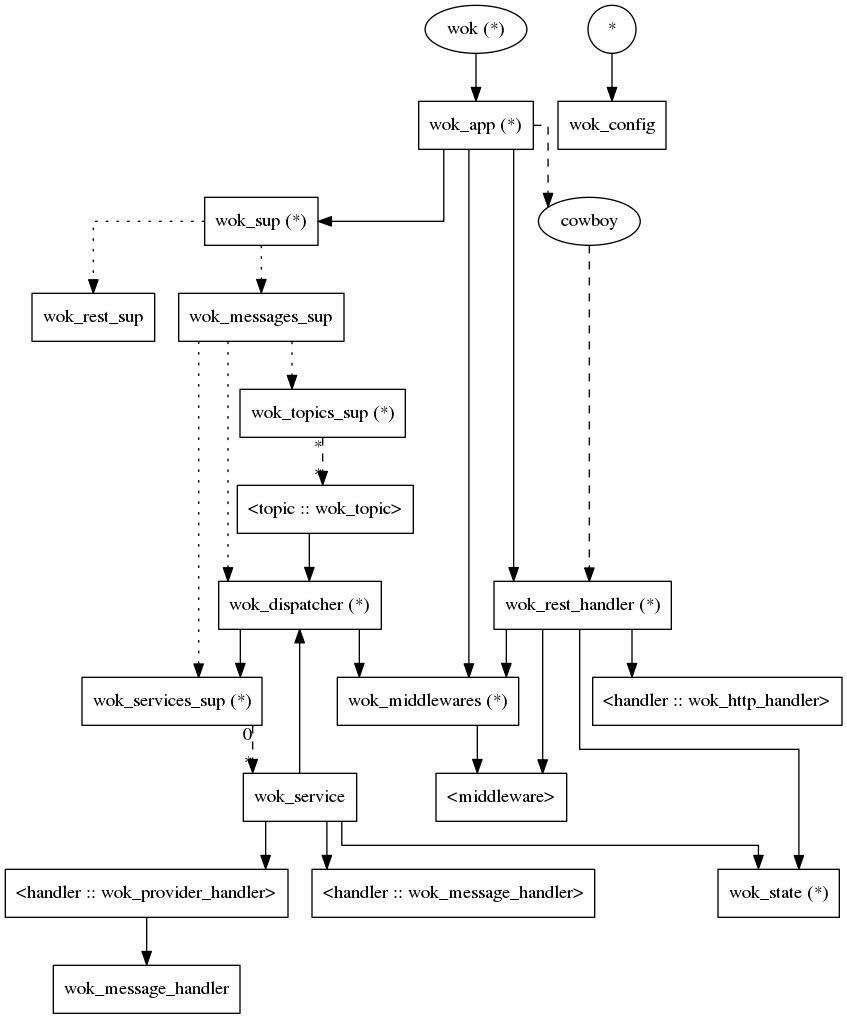 wok (*)
*
wok_app (*)
wok_config
wok_sup (*)
cowboy
wok_rest_sup
wok_messages_sup
wok_topics_sup (*)
*
*
<topic :: wok_topic>
wok_dispatcher (*)
wok_rest_handler (*)
wok_services_sup (*)
wok_middlewares (*)
<handler :: wok_http_handler>
0
*
wok_service
<middleware>
<handler :: wok_provider_handler>
<handler :: wok_message_handler>
wok_state (*)
wok_message_handler